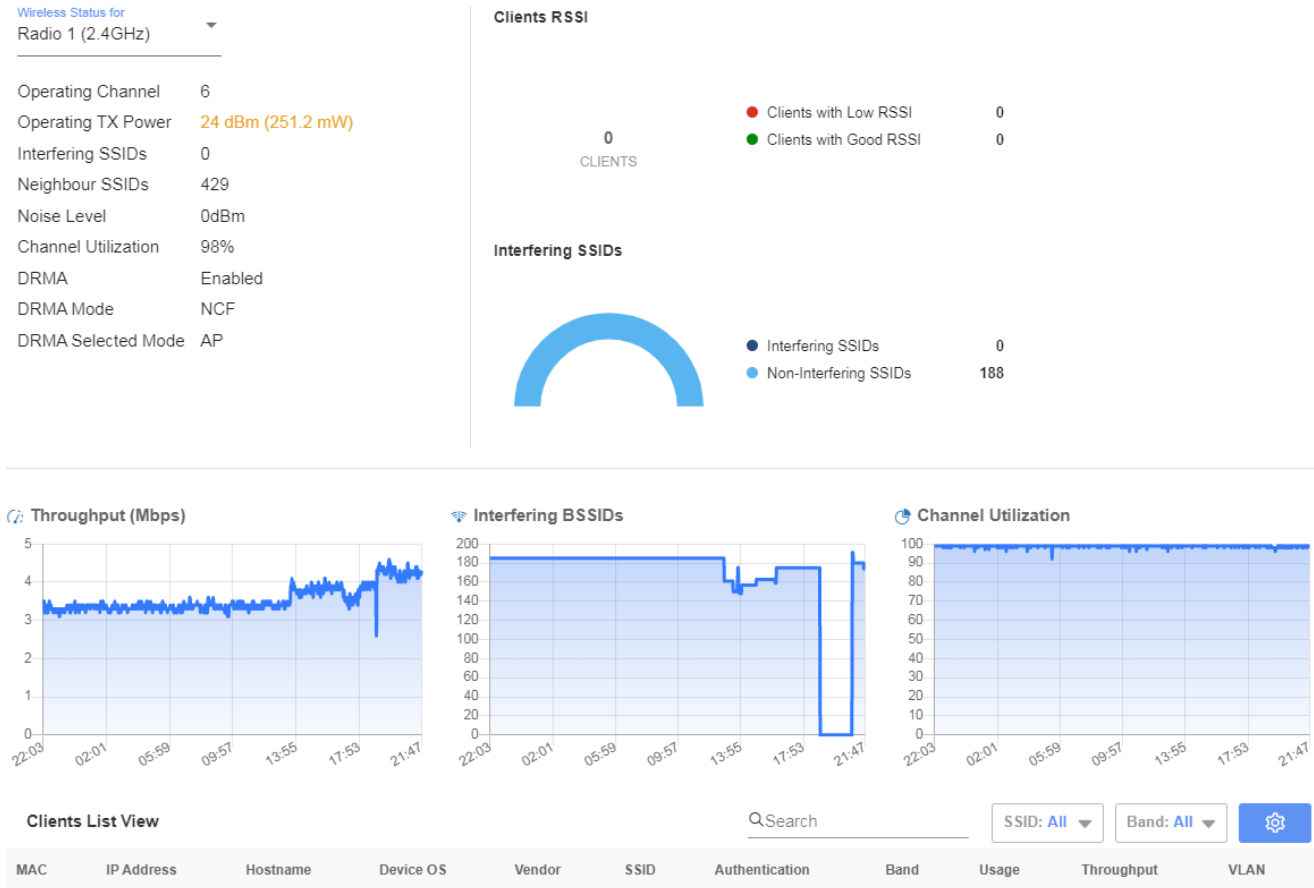 Wireless Status for
Radio 1 (2.4GHz)
Operating Channel 6
Operating TX Power 24 dBm (251.2 mW)
Interfering SSIDs 0
Neighbour SSIDs 429
Noise Level 0dBm
Channel Utilization 98%
DRMA Enabled
DRMA Mode NCF
DRMA Selected Mode AP
Clients RSSI
0
CLIENTS
Clients with Low RSSI 0
Clients with Good RSSI 0
Interfering SSIDs
Interfering SSIDs 0
Non-Interfering SSIDs 188
Throughput (Mbps)
5
4
3
2
1
0
22:03 02:01 05:59 09:57 13:55 17:53 21:47
Interfering BSSIDs
200
180
160
140
120
100
80
60
40
20
0
22:03 02:01 05:59 09:57 13:55 17:53 21:47
Channel Utilization
100
90
80
70
60
50
40
30
20
10
0
22:03 02:01 05:59 09:57 13:55 17:53 21:47
Clients List View Search SSID: All Band: All
MAC IP Address Hostname Device OS Vendor SSID Authentication Band Usage Throughput VLAN